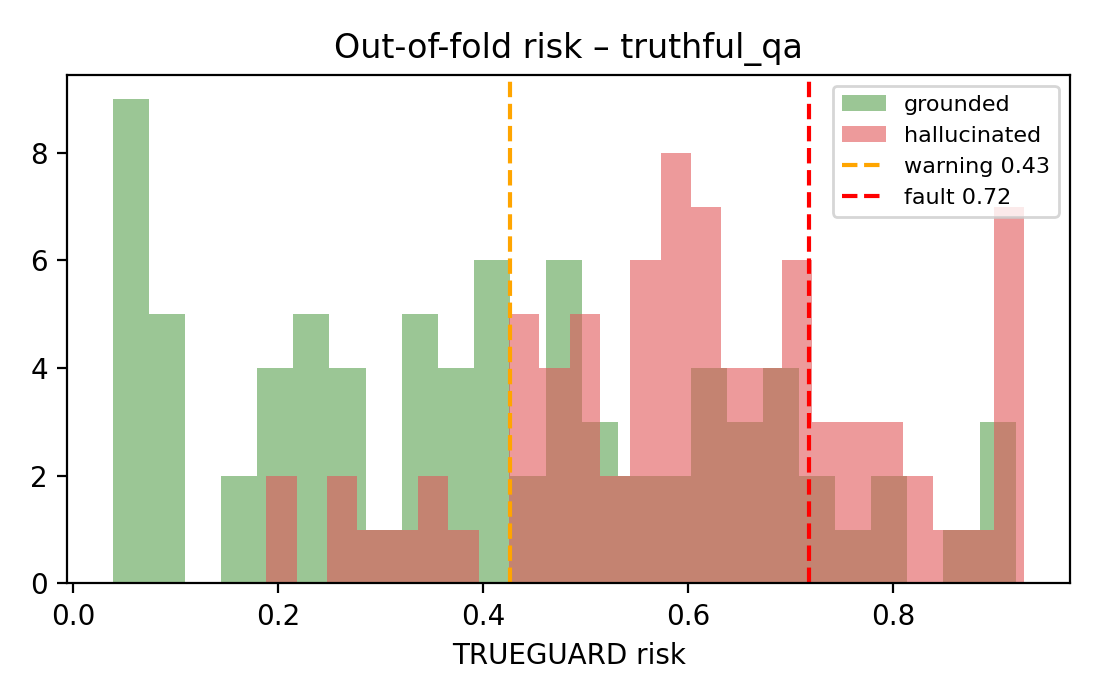 Out-of-fold risk – truthful_qa
grounded
hallucinated
warning 0.43
fault 0.72
8
6
4
2
0
0.0 0.2 0.4 0.6 0.8
TRUEGUARD risk